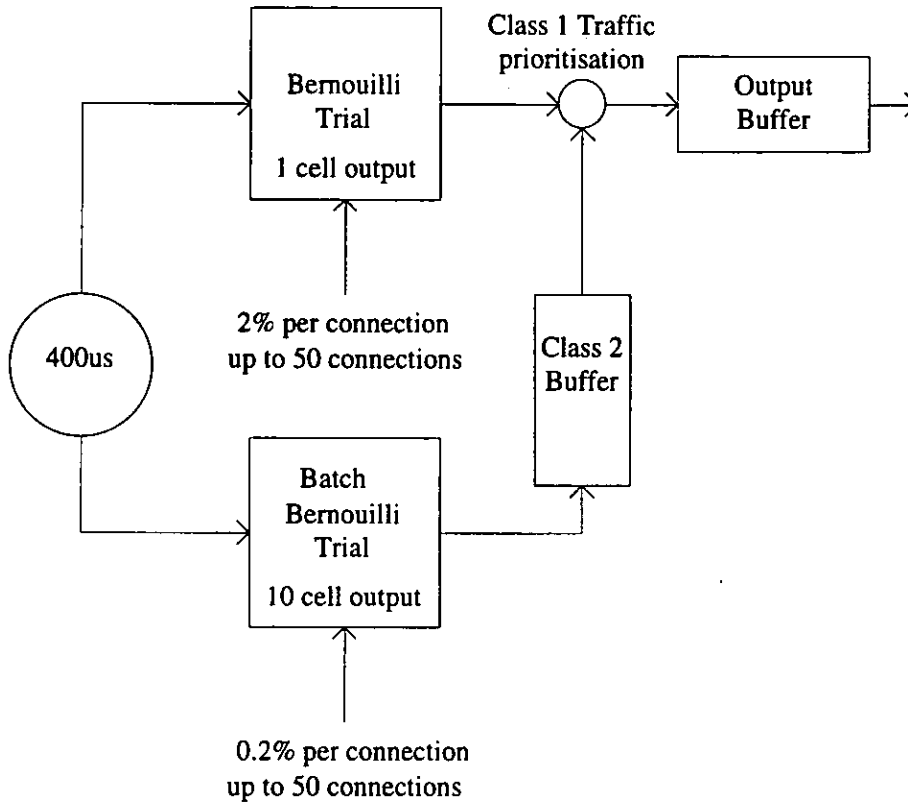 Class 1 Traffic
prioritisation
Bernouilli
Trial
1 cell output
Output
Buffer
2% per connection
up to 50 connections
400us
Class 2
Buffer
Batch
Bernouilli
Trial
10 cell output
0.2% per connection
up to 50 connections